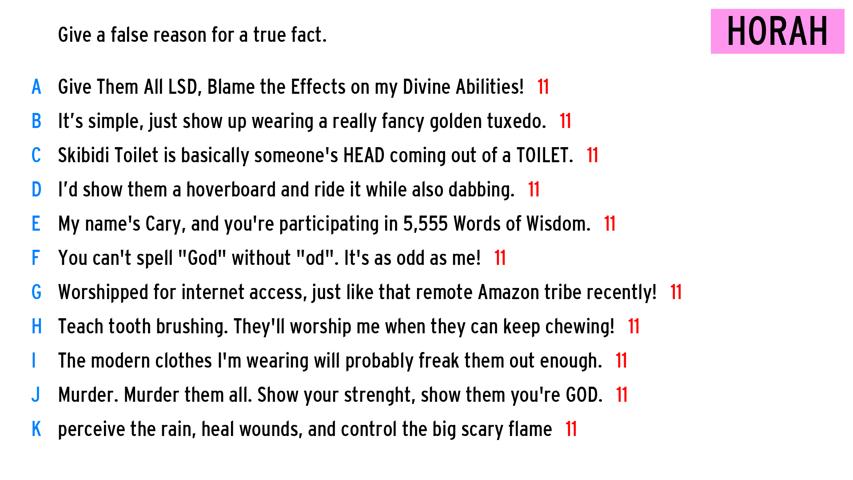 Give a false reason for a true fact.
HORAH
A Give Them All LSD, Blame the Effects on my Divine Abilities! 11
B It’s simple, just show up wearing a really fancy golden tuxedo. 11
C Skibidi Toilet is basically someone's HEAD coming out of a TOILET. 11
D I’d show them a hoverboard and ride it while also dabbing. 11
E My name's Cary, and you're participating in 5,555 Words of Wisdom. 11
F You can't spell "God" without "od". It's as odd as me! 11
G Worshipped for internet access, just like that remote Amazon tribe recently! 11
H Teach tooth brushing. They'll worship me when they can keep chewing! 11
I The modern clothes I'm wearing will probably freak them out enough. 11
J Murder. Murder them all. Show your strenght, show them you're GOD. 11
K perceive the rain, heal wounds, and control the big scary flame 11